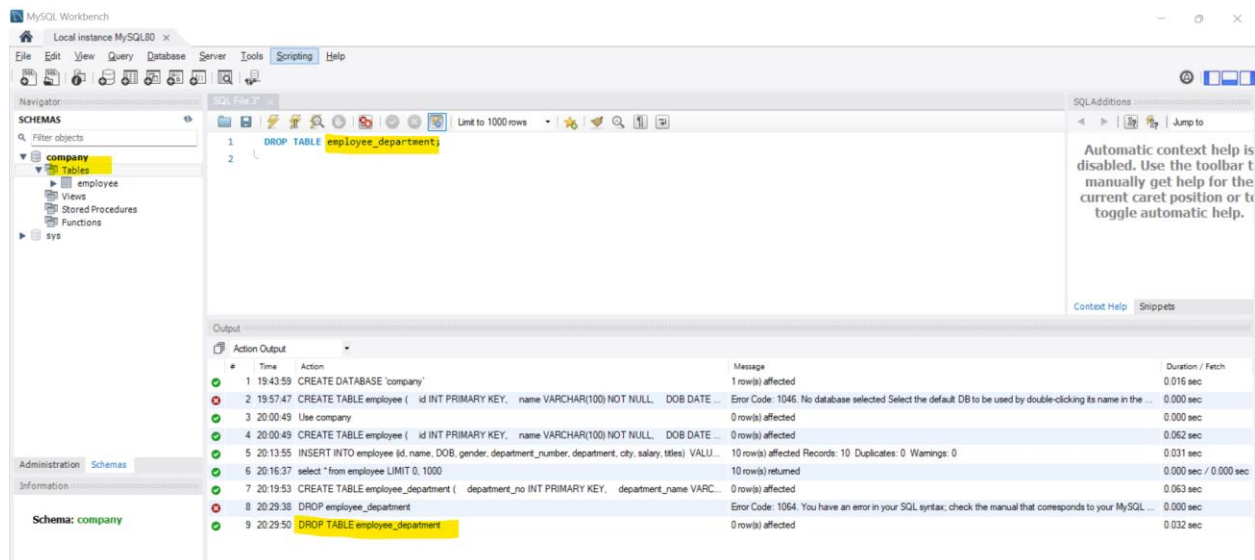 MySQL Workbench
Local instance MySQL80
File Edit View Query Database Server Tools Scripting Help
Navigator
SCHEMAS
Filter objects
company
Tables
employee
Views
Stored Procedures
Functions
sys
Administration Schemas
Information
Schema: company
SQL File 3*
Limit to 1000 rows
1 DROP TABLE employee_department;
2
SQLAdditions
Jump to
Automatic context help is
disabled. Use the toolbar t
manually get help for the
current caret position or to
toggle automatic help.
Context Help Snippets
Output
Action Output
# Time Action Message Duration / Fetch
1 19:43:59 CREATE DATABASE 'company' 1 row(s) affected 0.016 sec
2 19:57:47 CREATE TABLE employee ( id INT PRIMARY KEY, name VARCHAR(100) NOT NULL, DOB DATE ... Error Code: 1046. No database selected Select the default DB to be used by double-clicking its name in the ... 0.000 sec
3 20:00:49 Use company 0 row(s) affected 0.000 sec
4 20:00:49 CREATE TABLE employee ( id INT PRIMARY KEY, name VARCHAR(100) NOT NULL, DOB DATE ... 0 row(s) affected 0.062 sec
5 20:13:55 INSERT INTO employee (id, name, DOB, gender, department_number, department, city, salary, titles) VALU... 10 row(s) affected Records: 10 Duplicates: 0 Warnings: 0 0.031 sec
6 20:16:37 select * from employee LIMIT 0, 1000 10 row(s) returned 0.000 sec / 0.000 sec
7 20:19:53 CREATE TABLE employee_department ( department_no INT PRIMARY KEY, department_name VARC... 0 row(s) affected 0.063 sec
8 20:29:38 DROP employee_department Error Code: 1064. You have an error in your SQL syntax; check the manual that corresponds to your MySQL ... 0.000 sec
9 20:29:50 DROP TABLE employee_department 0 row(s) affected 0.032 sec